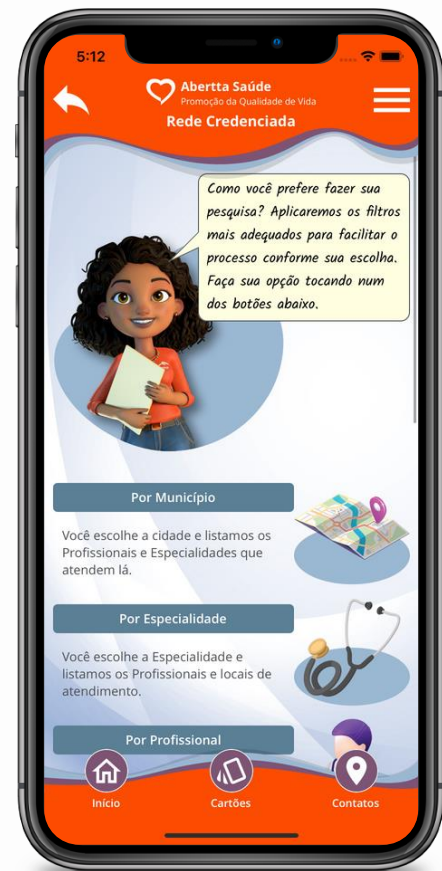 5:12
Abertta Saúde
Promoção da Qualidade de Vida
Rede Credenciada
Como você prefere fazer sua
pesquisa? Aplicaremos os filtros
mais adequados para facilitar o
processo conforme sua escolha.
Faça sua opção tocando num
dos botões abaixo.
Por Município
Você escolhe a cidade e listamos os
Profissionais e Especialidades que
atendem lá.
Por Especialidade
Você escolhe a Especialidade e
listamos os Profissionais e locais de
atendimento.
Por Profissional
Início
Cartões
Contatos